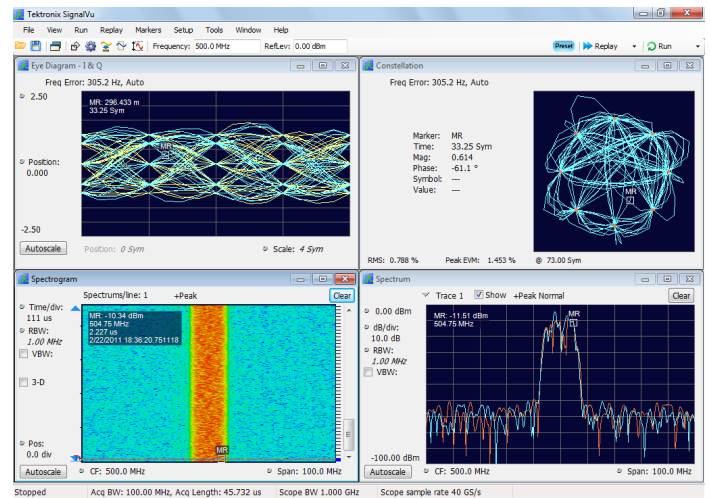 Tektronix SignalVu
File View Run Replay Markers Setup Tools Window Help
Frequency: 500.0 MHz RefLev: 0.00 dBm Preset Replay Run
Eye Diagram - I & Q
Freq Error: 305.2 Hz, Auto
2.50
MR: 296.433 m
33.25 Sym
MR
Position:
0.000
-2.50
Autoscale Position: 0 Sym Scale: 4 Sym
Constellation
Freq Error: 305.2 Hz, Auto
Marker: MR
Time: 33.25 Sym
Mag: 0.614
Phase: -61.1 °
Symbol: ---
Value: ---
MR
RMS: 0.788 % Peak EVM: 1.453 % @ 73.00 Sym
Spectrogram
Spectrums/line: 1 +Peak Clear
Time/div:
111 us
RBW:
1.00 MHz
VBW:
3-D
Pos:
0.0 div
MR: -10.34 dBm
504.75 MHz
2.227 us
2/22/2011 18:36:20.751118
MR
Autoscale CF: 500.0 MHz Span: 100.0 MHz
Spectrum
Trace 1 Show +Peak Normal Clear
0.00 dBm
dB/div:
10.0 dB
RBW:
1.00 MHz
VBW:
-100.00 dBm
MR: -11.51 dBm
504.75 MHz
MR
Autoscale CF: 500.0 MHz Span: 100.0 MHz
Stopped Acq BW: 100.00 MHz, Acq Length: 45.732 us Scope BW 1.000 GHz Scope sample rate 40 GS/s